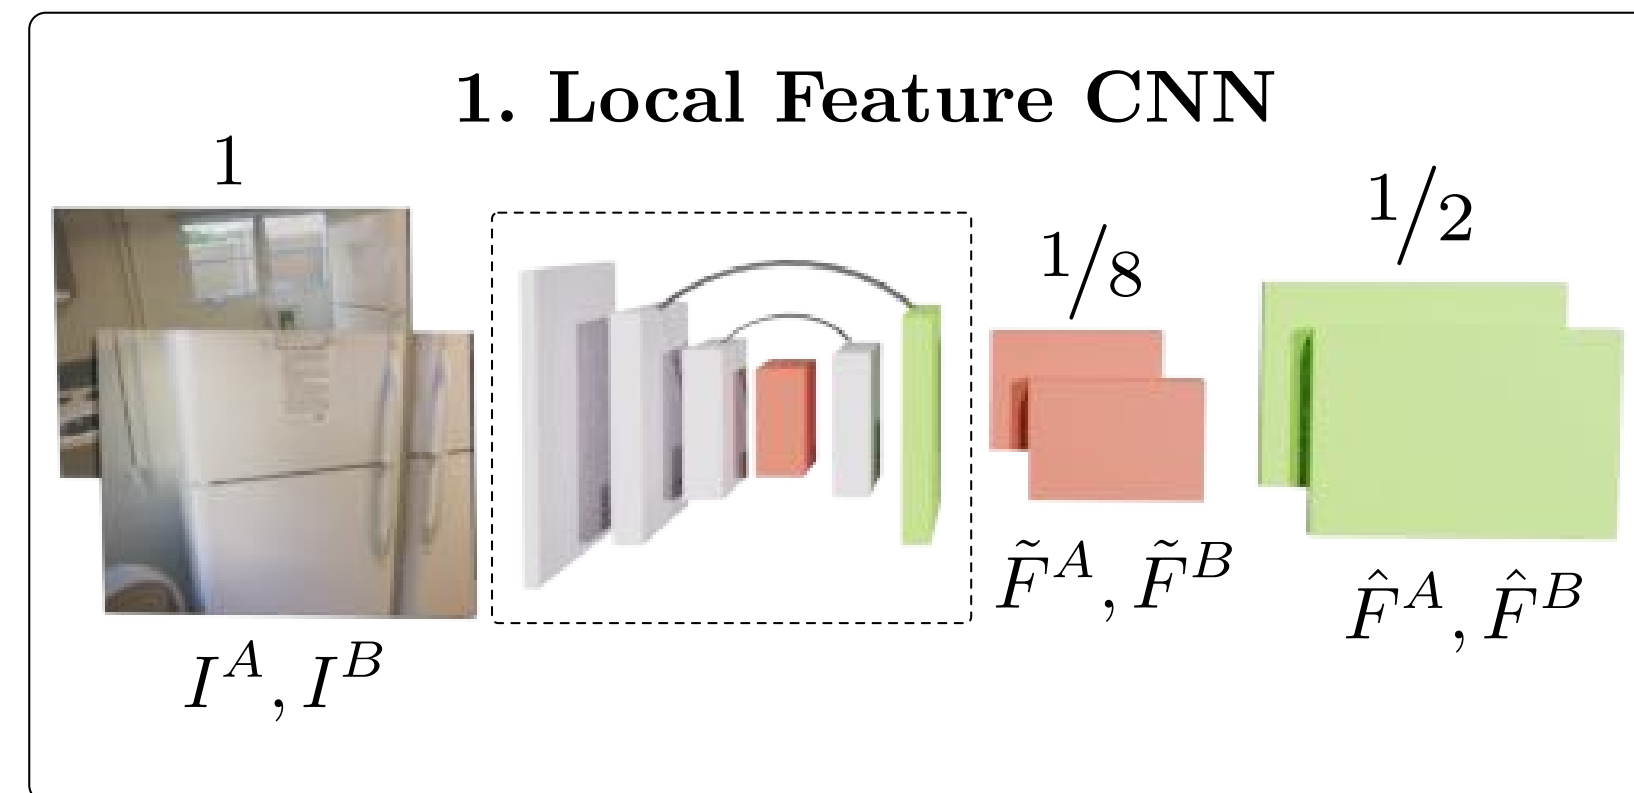 1. Local Feature CNN
1
1/8
1/2
I^A, I^B
F̃^A, F̃^B
F̂^A, F̂^B